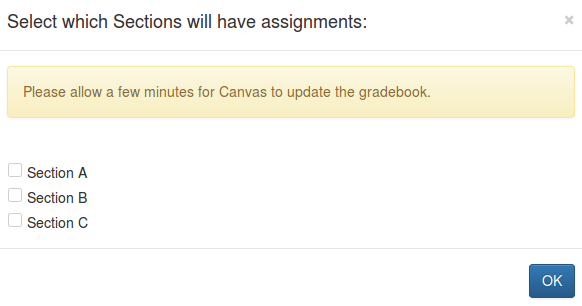 Select which Sections will have assignments:
×
Please allow a few minutes for Canvas to update the gradebook.
Section A
Section B
Section C
OK